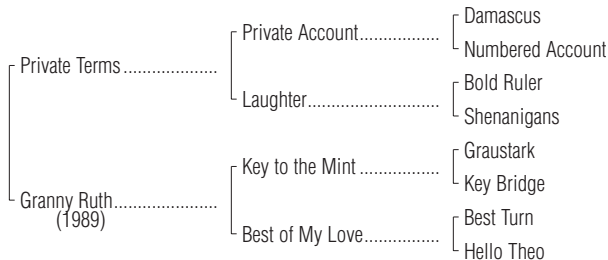 Damascus
Private Account....................
Numbered Account
Private Terms....................
Bold Ruler
Laughter............................
Shenanigans
Graustark
Key to the Mint....................
Key Bridge
Granny Ruth......................
(1989)
Best Turn
Best of My Love................
Hello Theo